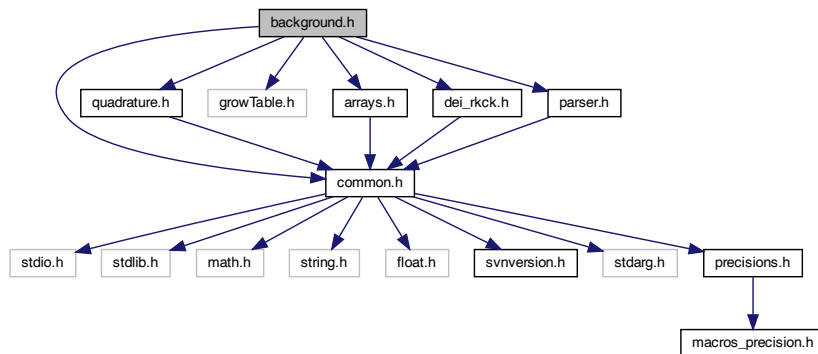 background.h
quadrature.h
growTable.h
arrays.h
dei_rkck.h
parser.h
common.h
stdio.h
stdlib.h
math.h
string.h
float.h
svnversion.h
stdarg.h
precisions.h
macros_precision.h